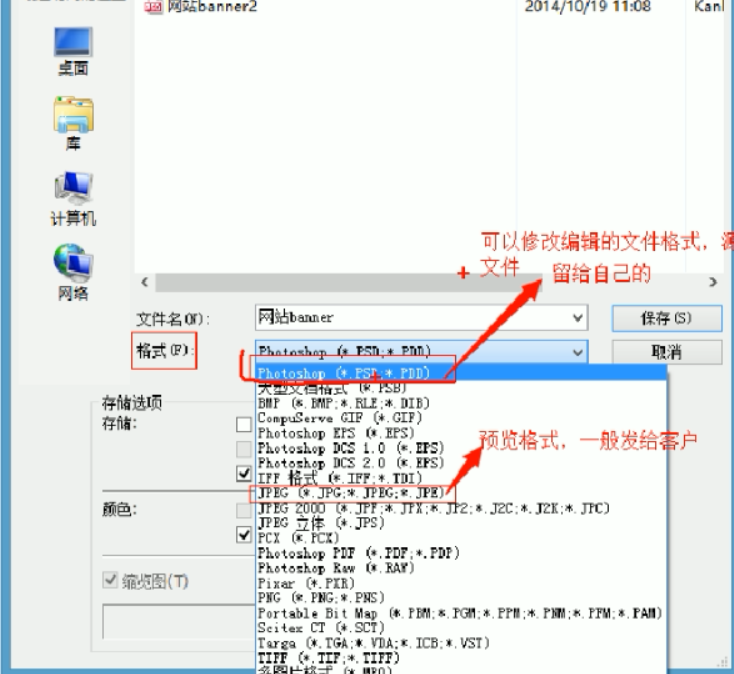 网站banner2 2014/10/19 11:08
桌面
库
计算机
网络
可以修改编辑的文件格式，源
文件 留给自己的
文件名(N): 网站banner 保存(S)
格式(F): Photoshop (*.PSD;*.PDD) 取消
Photoshop (*.PSD;*.PDD)
大型文档格式 (*.PSB)
BMP (*.BMP;*.RLE;*.DIB)
CompuServe GIF (*.GIF)
Photoshop EPS (*.EPS)
Photoshop DCS 1.0 (*.EPS)
Photoshop DCS 2.0 (*.EPS)
IFF 格式 (*.IFF;*.TDI)
JPEG (*.JPG;*.JPEG;*.JPE)
JPEG 2000 (*.JPF;*.JPX;*.JP2;*.J2C;*.J2K;*.JPC)
JPEG 立体 (*.JPS)
PCX (*.PCX)
Photoshop PDF (*.PDF;*.PDP)
Photoshop Raw (*.RAW)
Pixar (*.PXR)
PNG (*.PNG;*.PNS)
Portable Bit Map (*.PBM;*.PGM;*.PPM;*.PNM;*.PFM;*.PAM)
Scitex CT (*.SCT)
Targa (*.TGA;*.VDA;*.ICB;*.VST)
TIFF (*.TIF;*.TIFF)
多图片格式 (*.MPO)
预览格式，一般发给客户
存储选项
存储:
颜色:
缩览图(T)